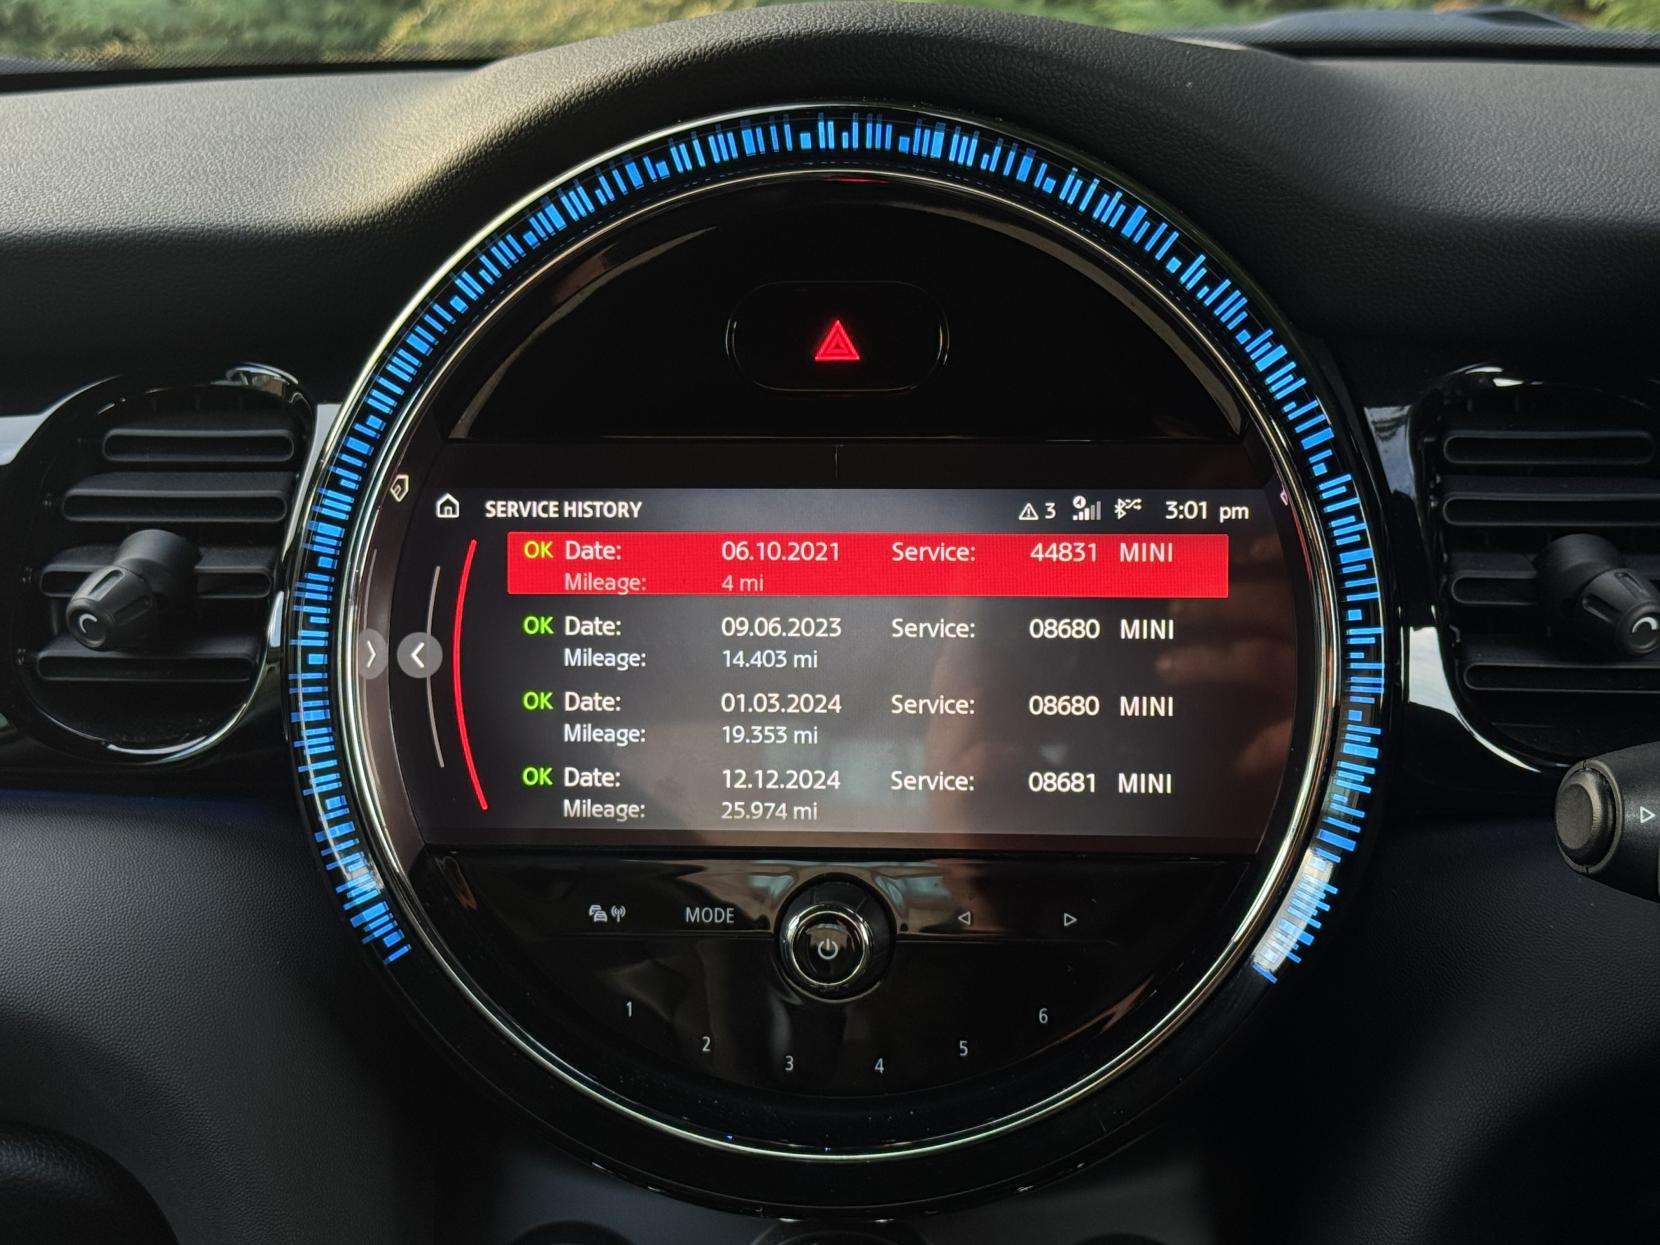 SERVICE HISTORY 3 3:01 pm
OK Date: 06.10.2021 Service: 44831 MINI
Mileage: 4 mi
OK Date: 09.06.2023 Service: 08680 MINI
Mileage: 14.403 mi
OK Date: 01.03.2024 Service: 08680 MINI
Mileage: 19.353 mi
OK Date: 12.12.2024 Service: 08681 MINI
Mileage: 25.974 mi
MODE
1 2 3 4 5 6